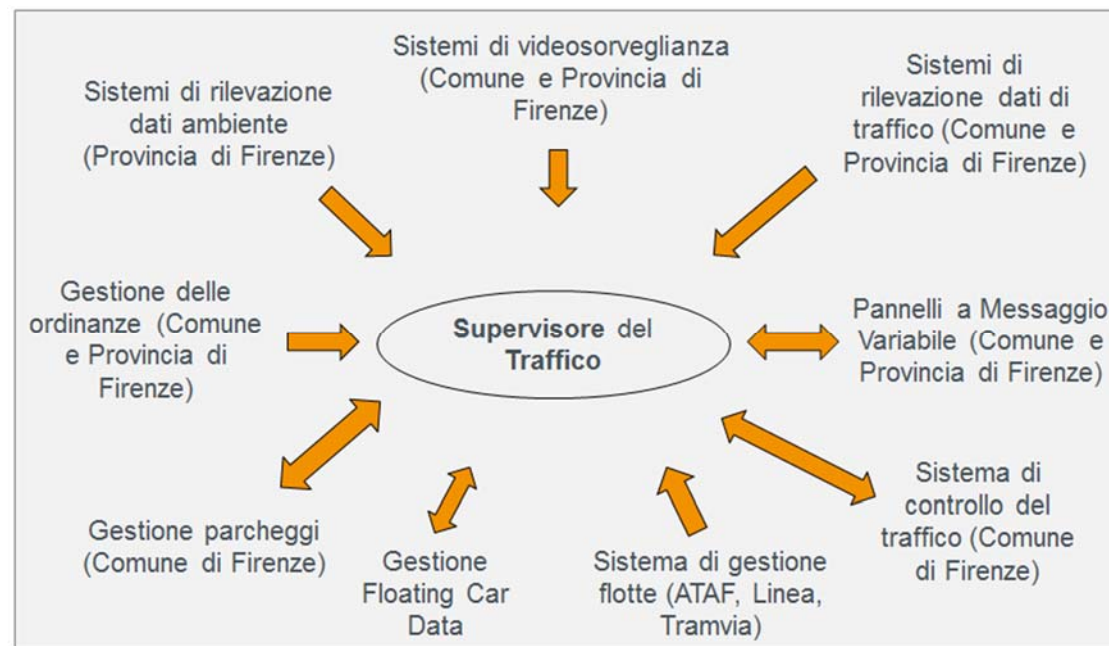 Sistemi di videosorveglianza
(Comune e Provincia di
Firenze)
Sistemi di rilevazione
dati ambiente
(Provincia di Firenze)
Sistemi di
rilevazione dati di
traffico (Comune e
Provincia di Firenze)
Gestione delle
ordinanze (Comune
e Provincia di
Firenze)
Supervisore del
Traffico
Pannelli a Messaggio
Variabile (Comune e
Provincia di Firenze)
Gestione parcheggi
(Comune di Firenze)
Gestione
Floating Car
Data
Sistema di gestione
flotte (ATAF, Linea,
Tramvia)
Sistema di
controllo del
traffico (Comune
di Firenze)